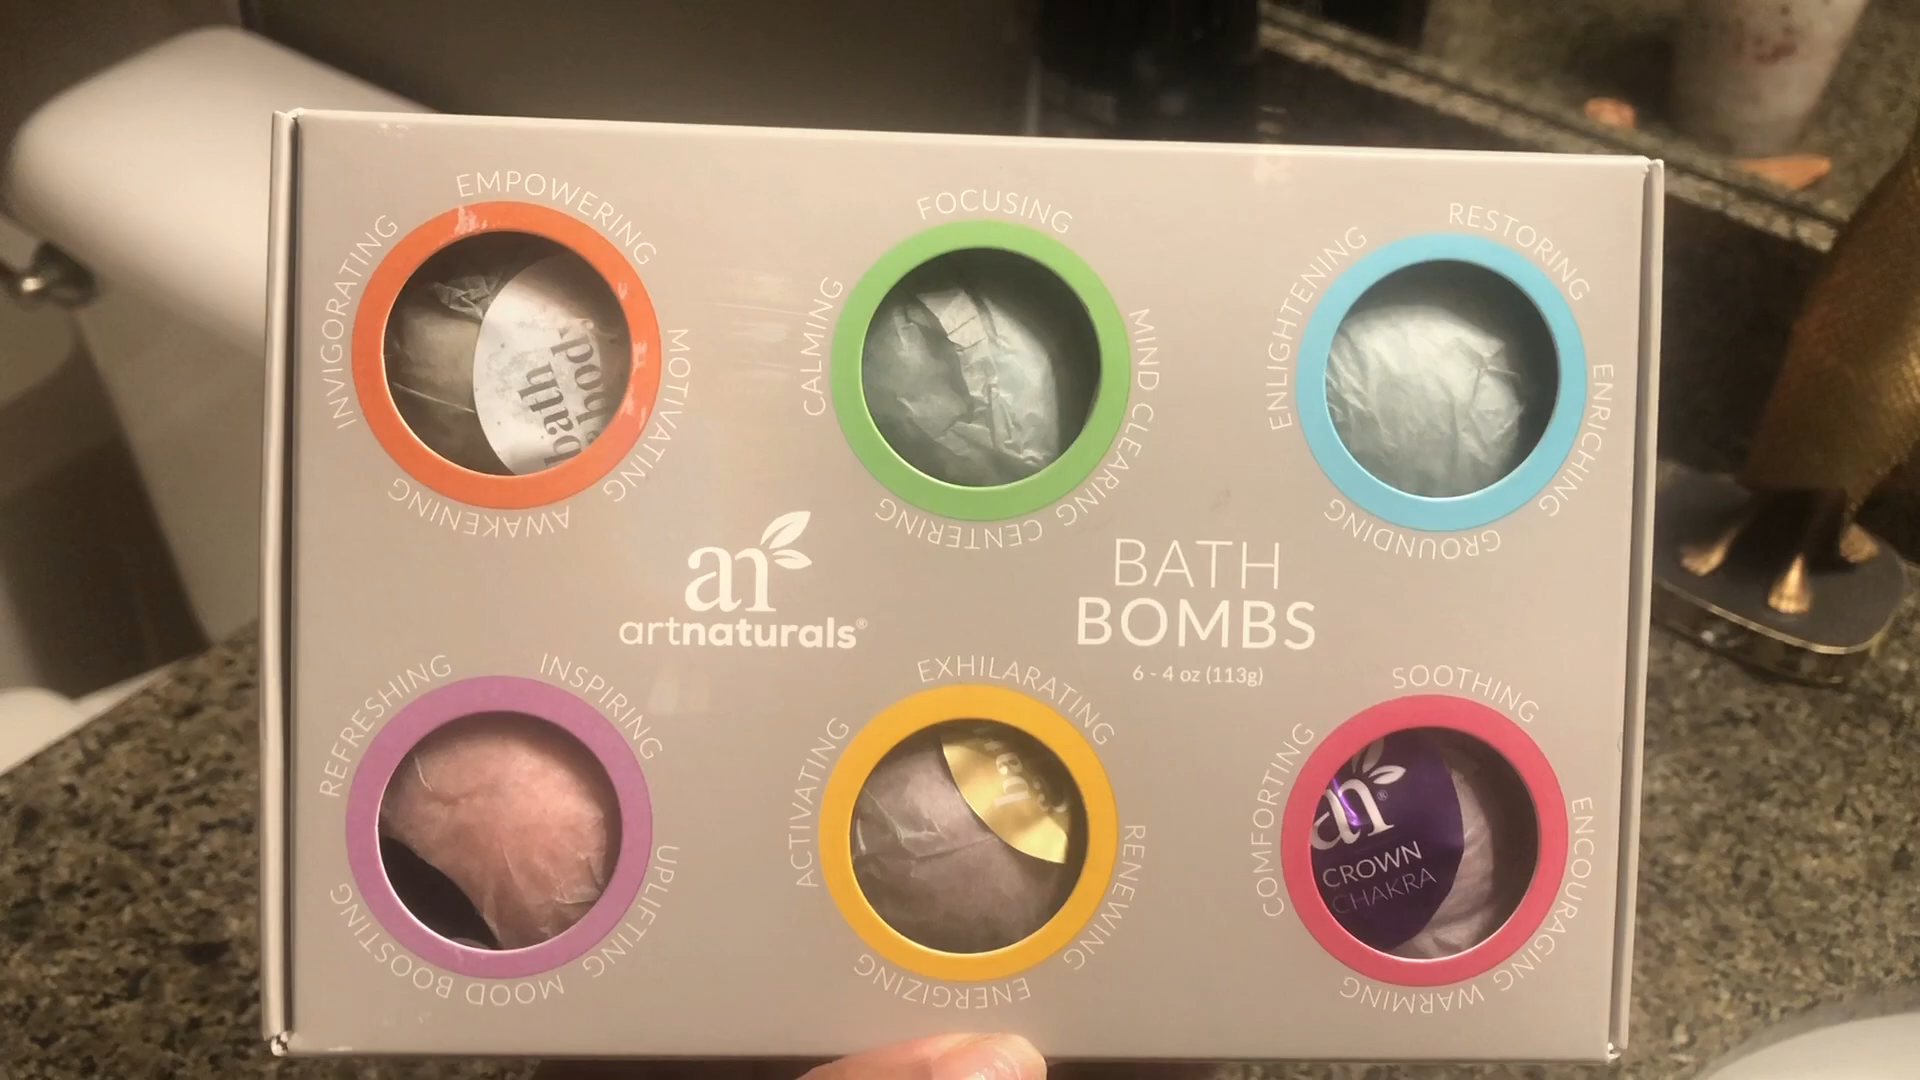 INVIGORATING EMPOWERING MOTIVATING AWAKENING
bath
CALMING FOCUSING MIND CLEARING CENTERING
ENLIGHTENING RESTORING ENRICHING GROUNDING
an
artnaturals®
BATH
BOMBS
6 - 4 oz (113g)
REFRESHING INSPIRING UPLIFTING MOOD BOOSTING
ACTIVATING EXHILARATING RENEWING ENERGIZING
COMFORTING SOOTHING ENCOURAGING WARMING
an®
CROWN
CHAKRA